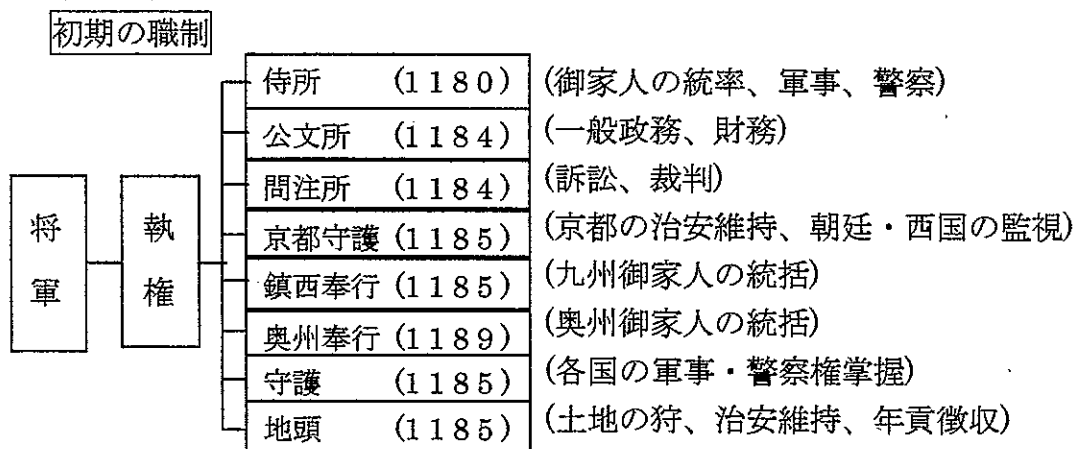 初期の職制
将軍
執権
侍所 (1180) (御家人の統率、軍事、警察)
公文所 (1184) (一般政務、財務)
問注所 (1184) (訴訟、裁判)
京都守護 (1185) (京都の治安維持、朝廷・西国の監視)
鎮西奉行 (1185) (九州御家人の統括)
奥州奉行 (1189) (奥州御家人の統括)
守護 (1185) (各国の軍事・警察権掌握)
地頭 (1185) (土地の狩、治安維持、年貢徴収)